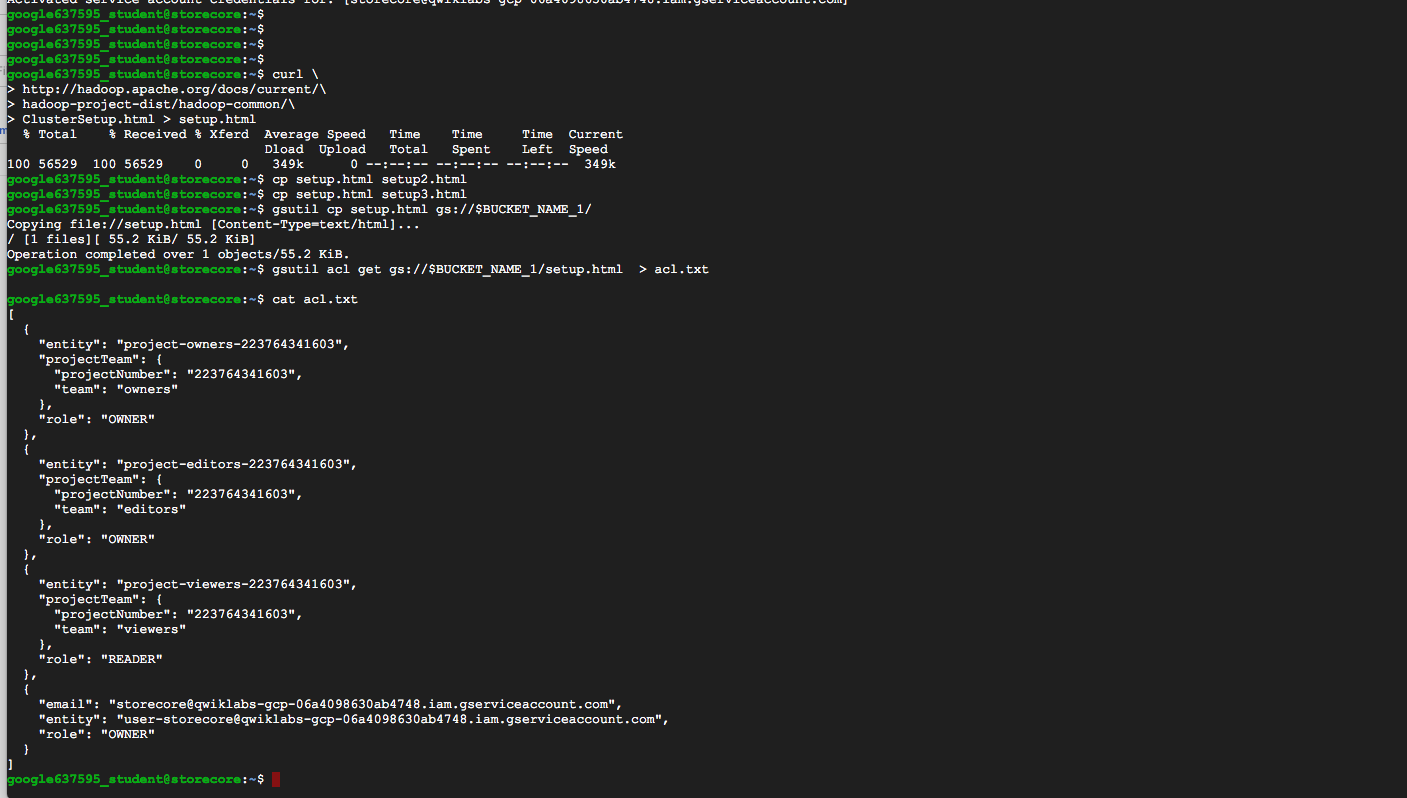 Activated service account credentials for: [storecore@qwiklabs-gcp-06a4098630ab4748.iam.gserviceaccount.com]
google637595_student@storecore:~$
google637595_student@storecore:~$
google637595_student@storecore:~$
google637595_student@storecore:~$
google637595_student@storecore:~$ curl \
> http://hadoop.apache.org/docs/current/\
> hadoop-project-dist/hadoop-common/\
> ClusterSetup.html > setup.html
  % Total    % Received % Xferd  Average Speed   Time    Time     Time  Current
                                 Dload  Upload   Total   Spent    Left  Speed
100 56529  100 56529    0     0   349k      0 --:--:-- --:--:-- --:--:--  349k
google637595_student@storecore:~$ cp setup.html setup2.html
google637595_student@storecore:~$ cp setup.html setup3.html
google637595_student@storecore:~$ gsutil cp setup.html gs://$BUCKET_NAME_1/
Copying file://setup.html [Content-Type=text/html]...
/ [1 files][ 55.2 KiB/ 55.2 KiB]
Operation completed over 1 objects/55.2 KiB.
google637595_student@storecore:~$ gsutil acl get gs://$BUCKET_NAME_1/setup.html  > acl.txt
google637595_student@storecore:~$ cat acl.txt
[
  {
    "entity": "project-owners-223764341603",
    "projectTeam": {
      "projectNumber": "223764341603",
      "team": "owners"
    },
    "role": "OWNER"
  },
  {
    "entity": "project-editors-223764341603",
    "projectTeam": {
      "projectNumber": "223764341603",
      "team": "editors"
    },
    "role": "OWNER"
  },
  {
    "entity": "project-viewers-223764341603",
    "projectTeam": {
      "projectNumber": "223764341603",
      "team": "viewers"
    },
    "role": "READER"
  },
  {
    "email": "storecore@qwiklabs-gcp-06a4098630ab4748.iam.gserviceaccount.com",
    "entity": "user-storecore@qwiklabs-gcp-06a4098630ab4748.iam.gserviceaccount.com",
    "role": "OWNER"
  }
]
google637595_student@storecore:~$